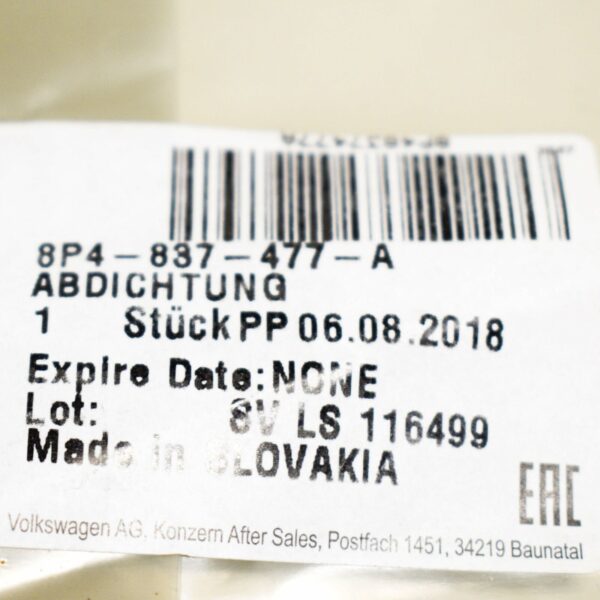 8P4-837-477-A
ABDICHTUNG
1 Stück PP 06.08.2018
Expire Date: NONE
Lot: 8V LS 116499
Made in SLOVAKIA
EAC
Volkswagen AG, Konzern After Sales, Postfach 1451, 34219 Baunatal